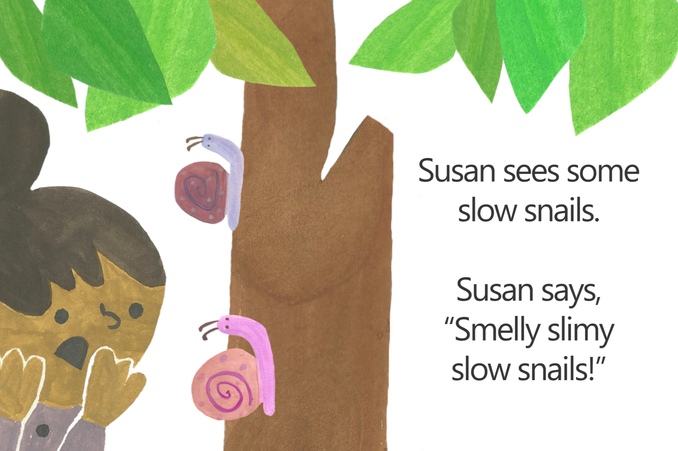 Susan sees some
slow snails.
Susan says,
“Smelly slimy
slow snails!”